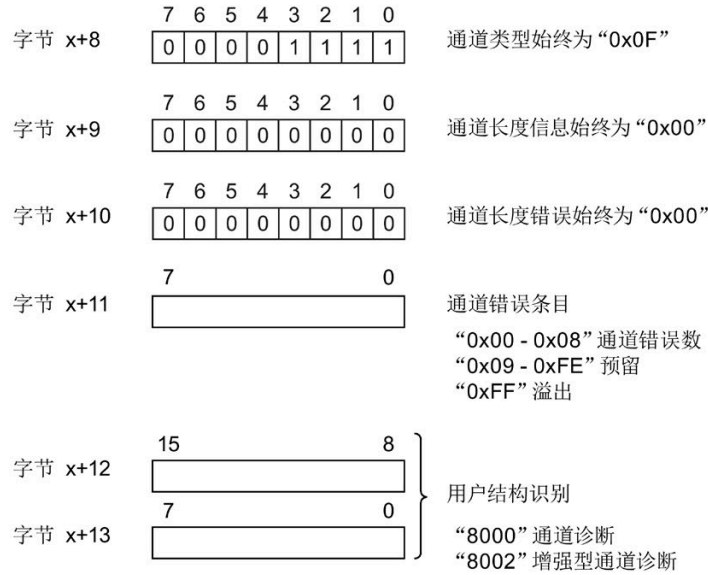 7 6 5 4 3 2 1 0
字节 x+8 0 0 0 0 1 1 1 1 通道类型始终为“0x0F”
7 6 5 4 3 2 1 0
字节 x+9 0 0 0 0 0 0 0 0 通道长度信息始终为“0x00”
7 6 5 4 3 2 1 0
字节 x+10 0 0 0 0 0 0 0 0 通道长度错误始终为“0x00”
7 0
字节 x+11 通道错误条目
“0x00 - 0x08”通道错误数
“0x09 - 0xFE”预留
“0xFF”溢出
15 8
字节 x+12
用户结构识别
7 0
字节 x+13 “8000”通道诊断
“8002”增强型通道诊断